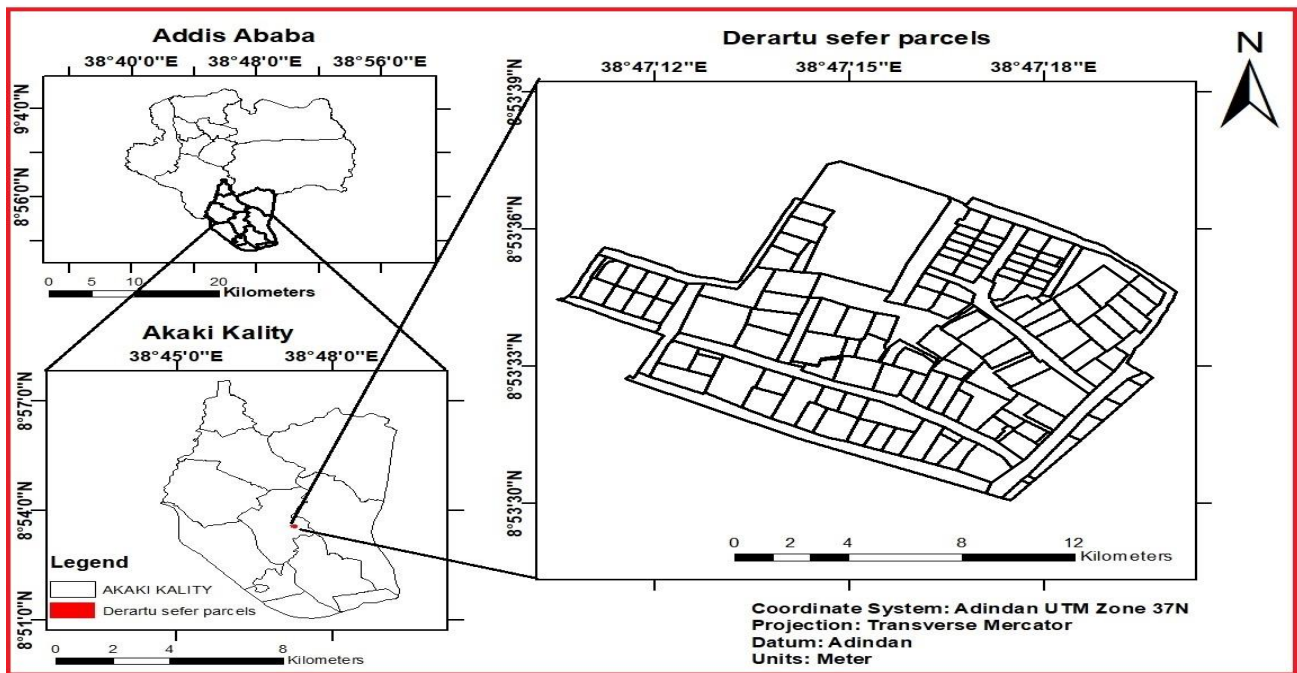 Addis Ababa
38°40'0"E 38°48'0"E 38°56'0"E
9°4'0"N
8°56'0"N
0 5 10 20
Kilometers
Akaki Kality
38°45'0"E 38°48'0"E
8°57'0"N
8°54'0"N
8°51'0"N
Legend
AKAKI KALITY
Derartu sefer parcels
0 2 4 8
Kilometers
Derartu sefer parcels
38°47'12"E 38°47'15"E 38°47'18"E
8°53'39"N
8°53'36"N
8°53'33"N
8°53'30"N
N
0 2 4 8 12
Kilometers
Coordinate System: Adindan UTM Zone 37N
Projection: Transverse Mercator
Datum: Adindan
Units: Meter